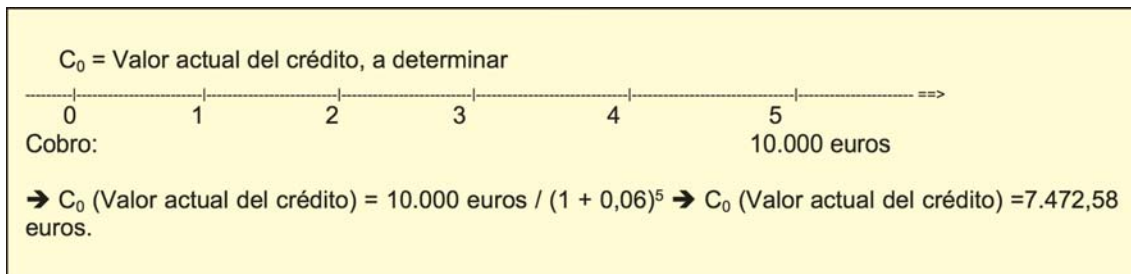 C₀ = Valor actual del crédito, a determinar
---------|------------------------|-------------------------|-------------------------|-----------------------------|-------------------------------|---------------------- ==>
0 1 2 3 4 5
Cobro: 10.000 euros
➔ C₀ (Valor actual del crédito) = 10.000 euros / (1 + 0,06)⁵ ➔ C₀ (Valor actual del crédito) =7.472,58
euros.